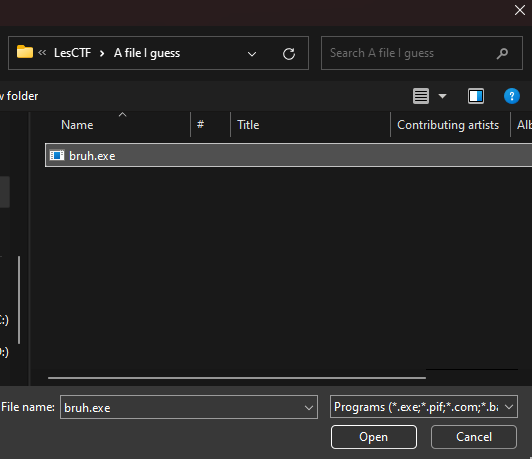 LesCTF > A file I guess
Search A file I guess
w folder
Name
#
Title
Contributing artists
Alb
bruh.exe
C:)
D:)
File name:
bruh.exe
Programs (*.exe;*.pif;*.com;*.ba
Open
Cancel